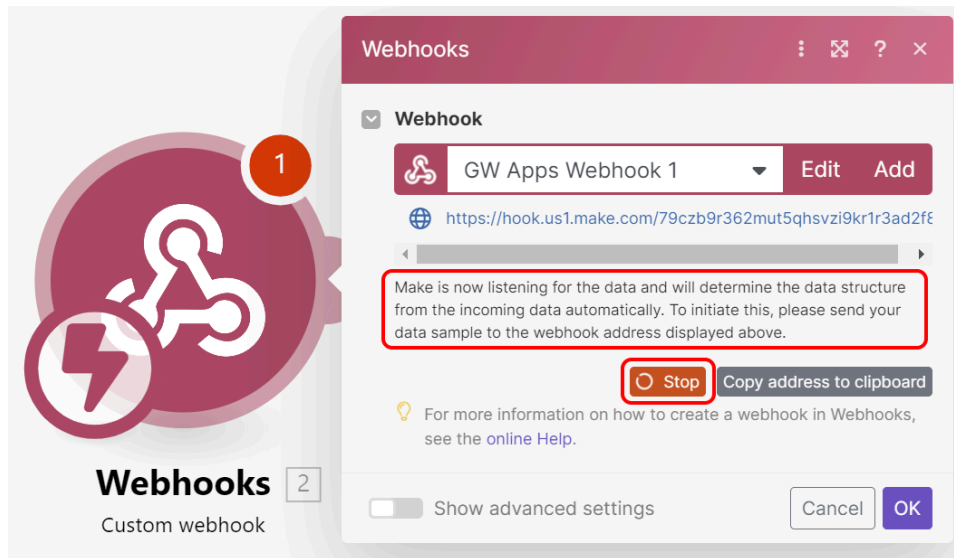 Webhooks
Webhook
1
GW Apps Webhook 1
Edit
Add
https://hook.us1.make.com/79czb9r362mut5qhsvzi9kr1r3ad2f8
Make is now listening for the data and will determine the data structure
from the incoming data automatically. To initiate this, please send your
data sample to the webhook address displayed above.
Stop
Copy address to clipboard
For more information on how to create a webhook in Webhooks,
see the online Help.
Webhooks 2
Custom webhook
Show advanced settings
Cancel
OK